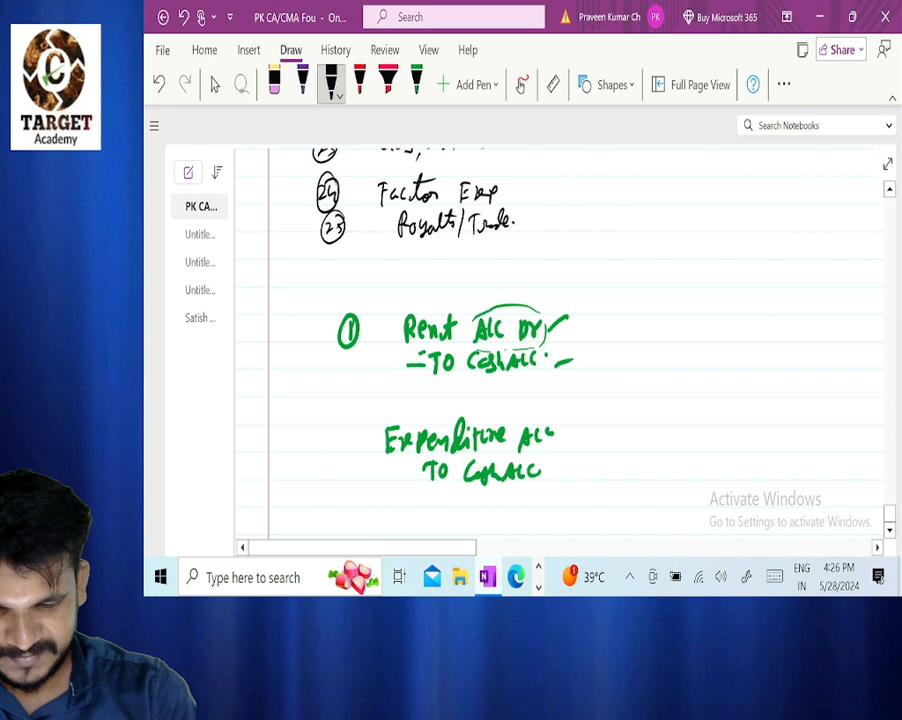 PK CA/CMA Fou - On...
Search
Praveen Kumar Ch
PK
Buy Microsoft 365
File
Home
Insert
Draw
History
Review
View
Help
Share
Add Pen
Shapes
Full Page View
Search Notebooks
TARGET
Academy
PK CA...
Untitle...
Untitle...
Untitle...
Satish ...
24 Factor Exp
25 Royalty/Trade.
1 Rent A/C Dr
- To Cash A/C.
Expenditure A/C
To Cash A/C
Activate Windows
Go to Settings to activate Windows.
Type here to search
39°C
ENG
IN
4:26 PM
5/28/2024